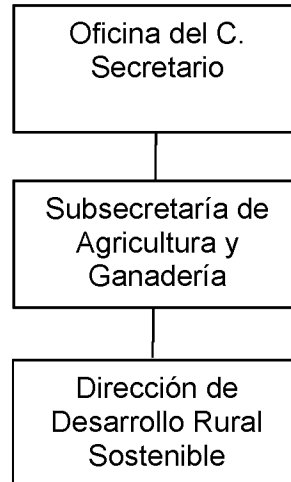 Oficina del C.
Secretario
Subsecretaría de
Agricultura y
Ganadería
Dirección de
Desarrollo Rural
Sostenible